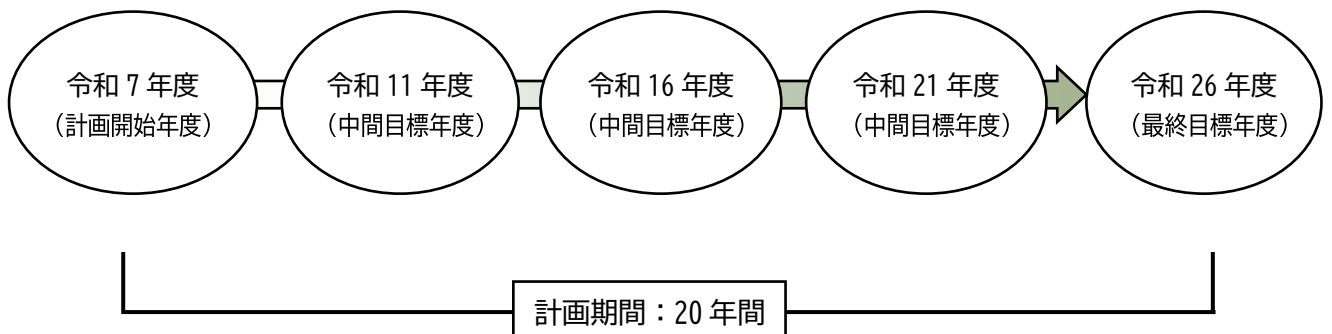 令和 7 年度
（計画開始年度）
令和 11 年度
（中間目標年度）
令和 16 年度
（中間目標年度）
令和 21 年度
（中間目標年度）
令和 26 年度
（最終目標年度）
計画期間：20 年間